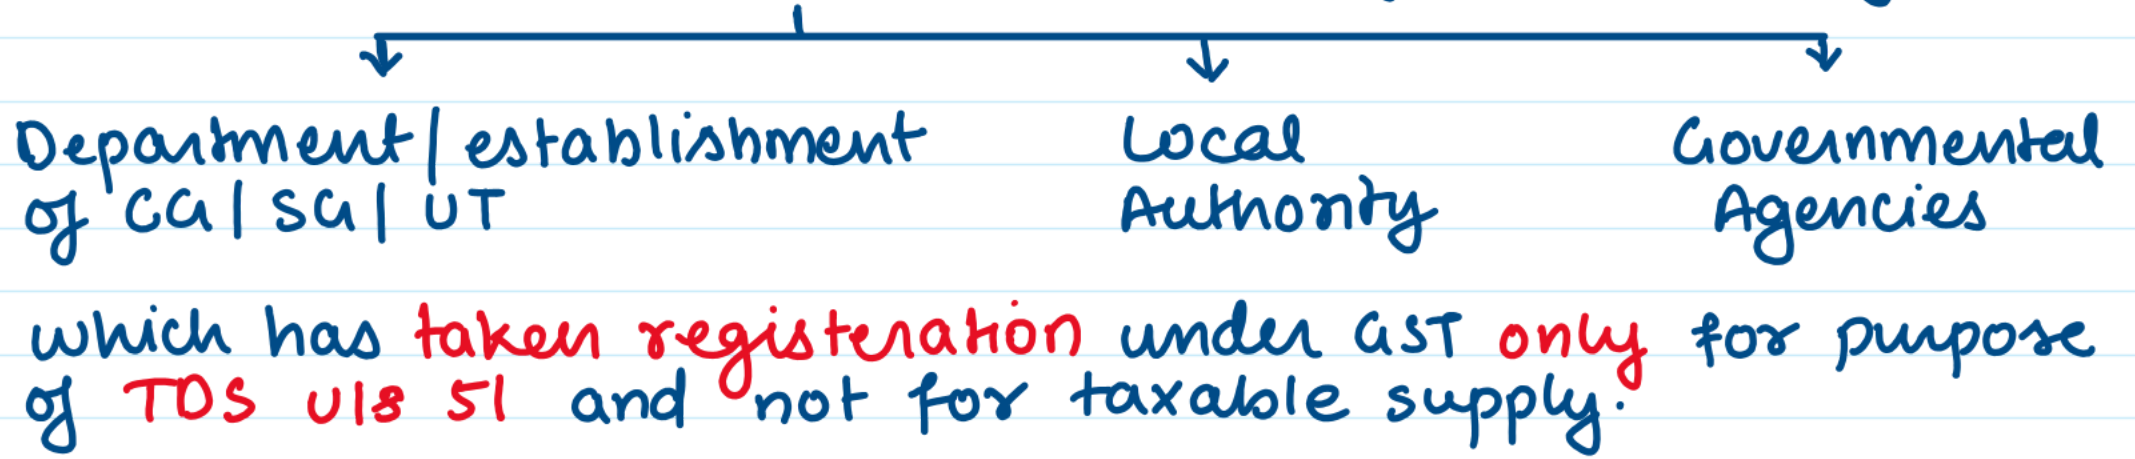 Department/establishment Local Governmental
of CG/SG/UT Authority Agencies
which has taken registeration under GST only for purpose
of TDS u/s 51 and not for taxable supply.